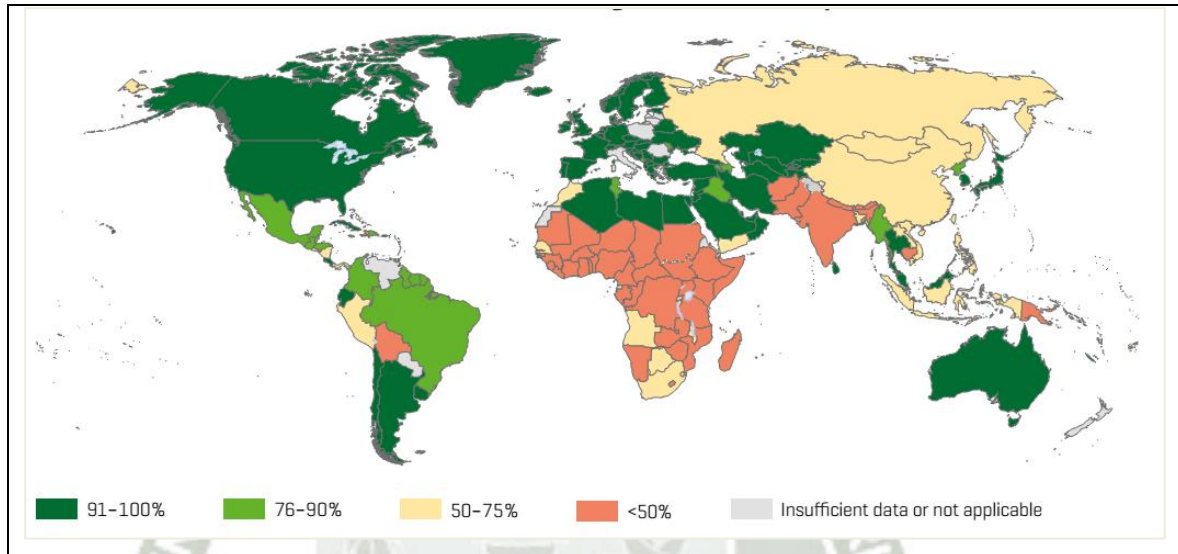 91–100%
76–90%
50–75%
<50%
Insufficient data or not applicable